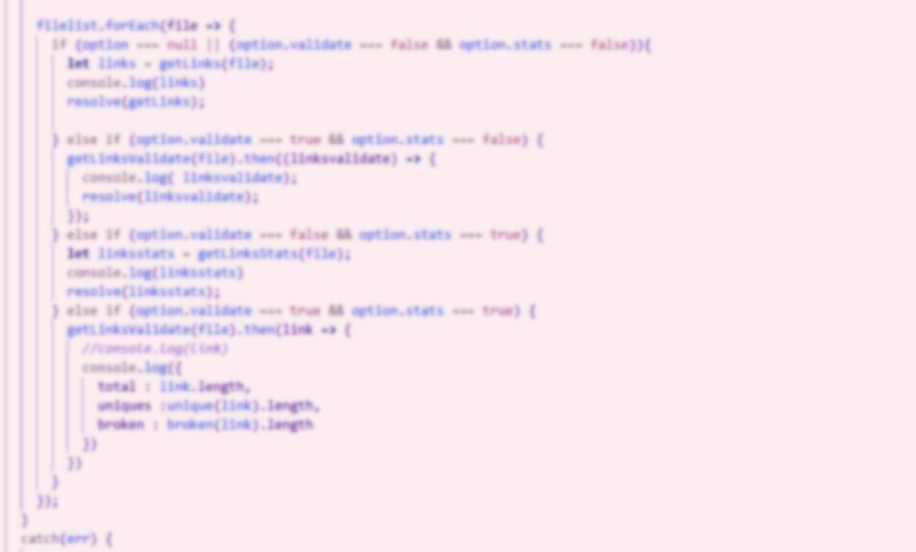 filelist.forEach(file => {
if (option === null || (option.validate === false && option.stats === false)){
let links = getLinks(file);
console.log(links)
resolve(getLinks);
} else if (option.validate === true && option.stats === false) {
getLinksValidate(file).then((linksvalidate) => {
console.log( linksvalidate);
resolve(linksvalidate);
});
} else if (option.validate === false && option.stats === true) {
let linksstats = getLinksStats(file);
console.log(linksstats)
resolve(linksstats);
} else if (option.validate === true && option.stats === true) {
getLinksValidate(file).then(link => {
//console.log(link)
console.log({
total : link.length,
uniques :unique(link).length,
broken : broken(link).length
})
})
}
});
}
catch(err) {